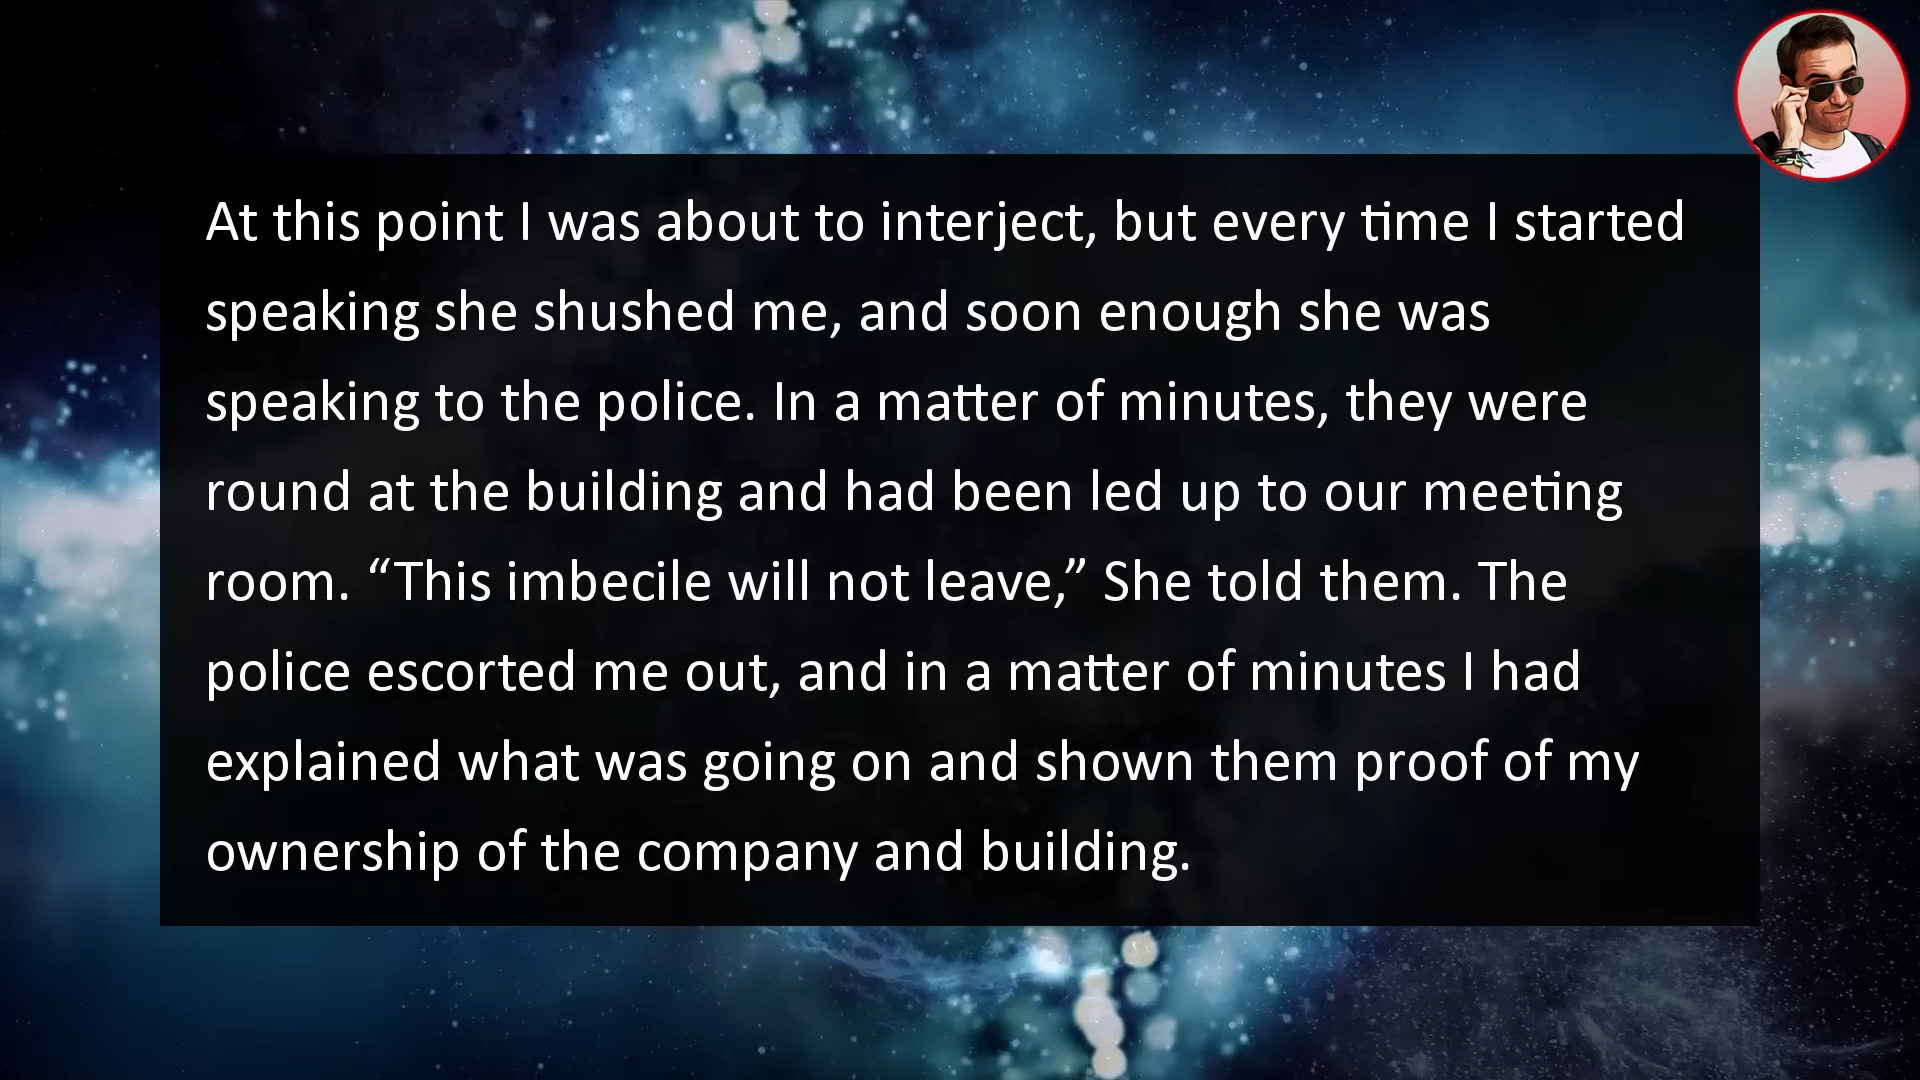 At this point I was about to interject, but every time I started
speaking she shushed me, and soon enough she was
speaking to the police. In a matter of minutes, they were
round at the building and had been led up to our meeting
room. “This imbecile will not leave,” She told them. The
police escorted me out, and in a matter of minutes I had
explained what was going on and shown them proof of my
ownership of the company and building.